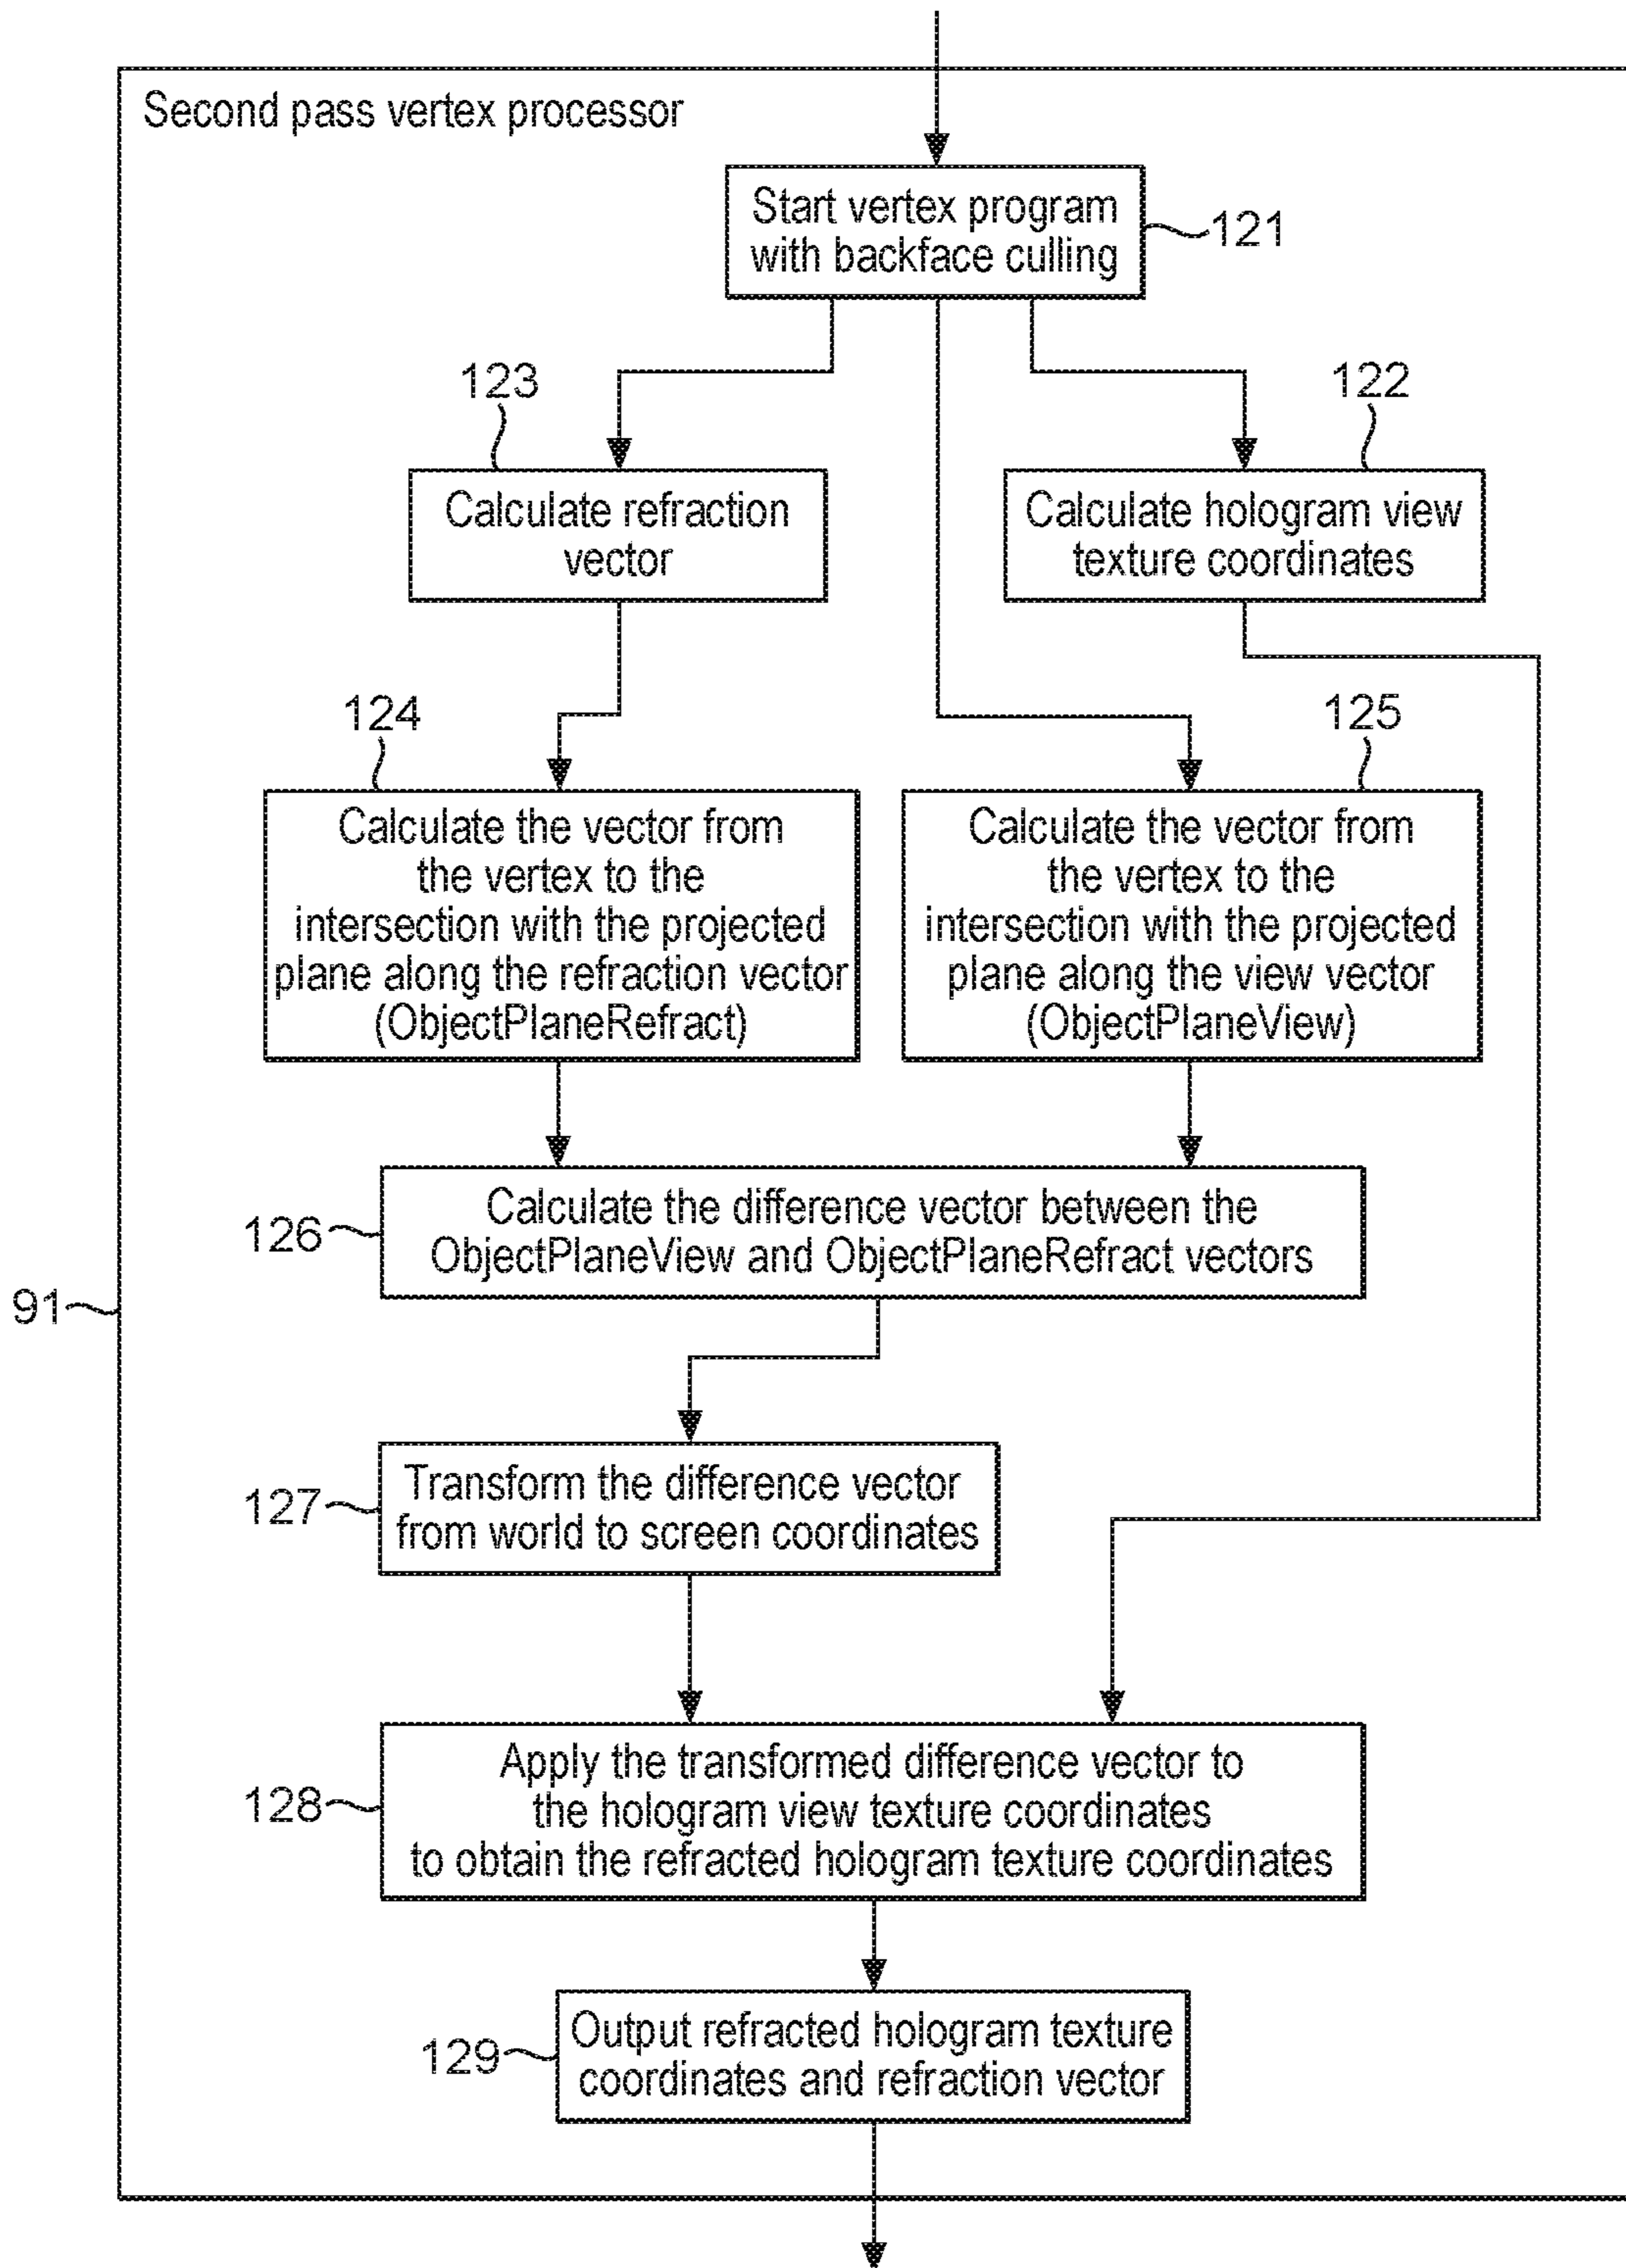 Second pass vertex processor
Start vertex program
with backface culling
121
123
122
Calculate refraction
vector
Calculate hologram view
texture coordinates
124
125
Calculate the vector from
the vertex to the
intersection with the projected
plane along the refraction vector
(ObjectPlaneRefract)
Calculate the vector from
the vertex to the
intersection with the projected
plane along the view vector
(ObjectPlaneView)
126
Calculate the difference vector between the
ObjectPlaneView and ObjectPlaneRefract vectors
91
127
Transform the difference vector
from world to screen coordinates
128
Apply the transformed difference vector to
the hologram view texture coordinates
to obtain the refracted hologram texture coordinates
129
Output refracted hologram texture
coordinates and refraction vector